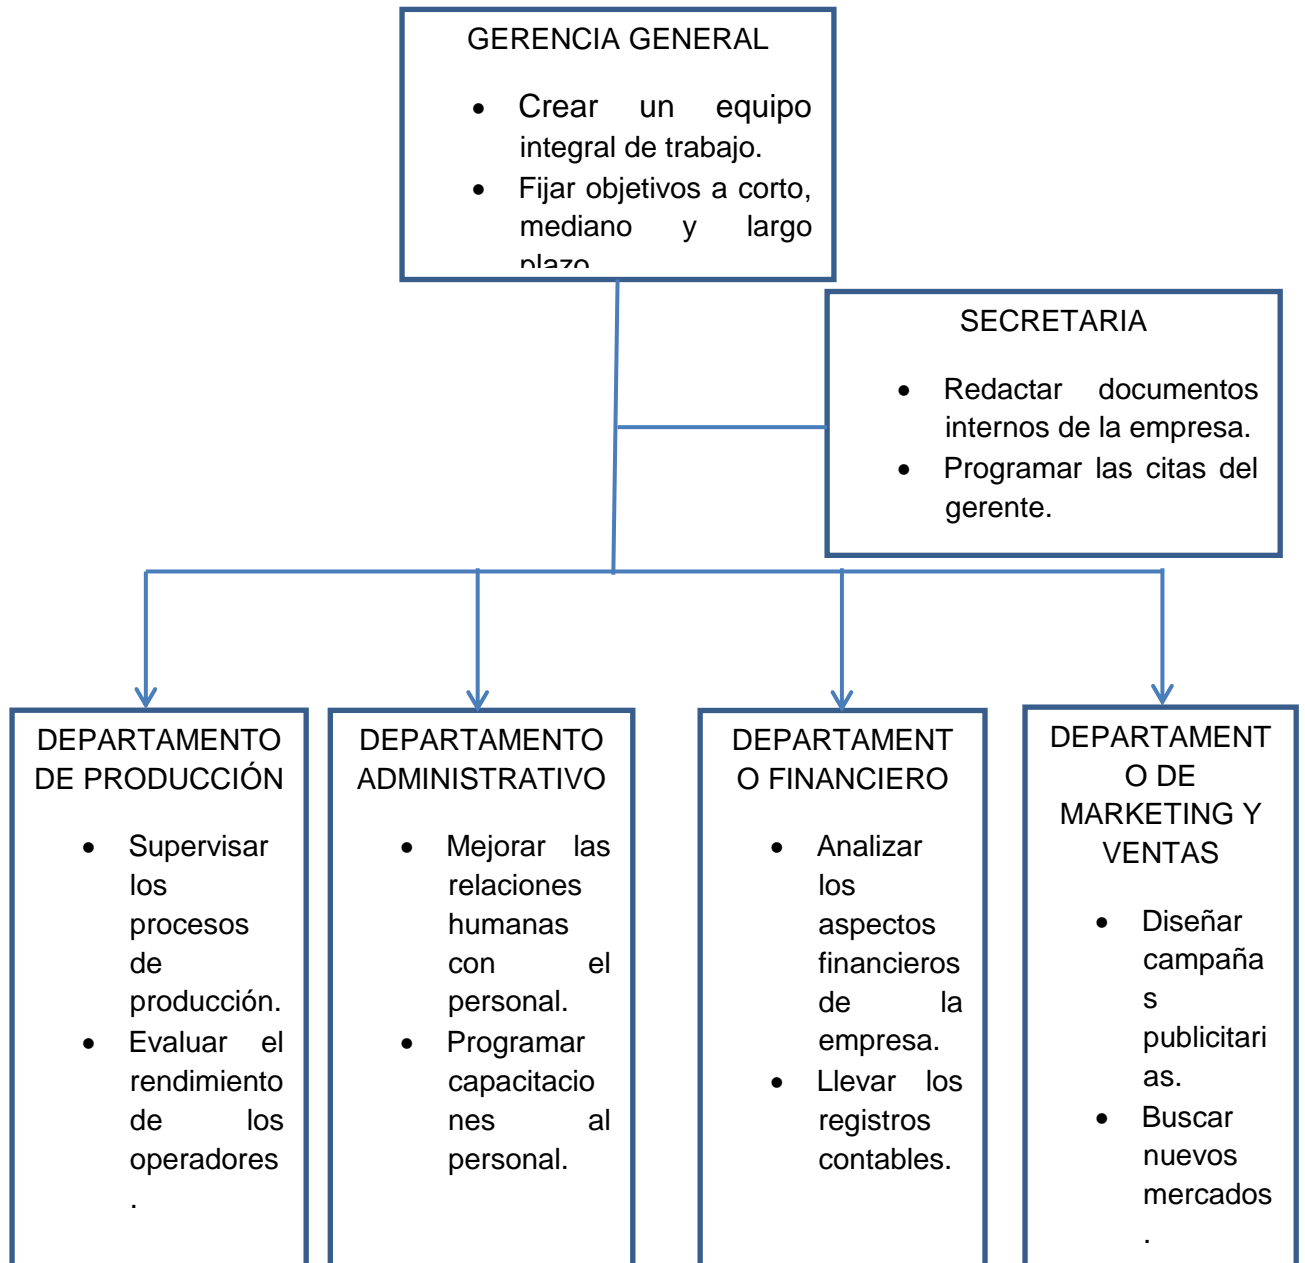 GERENCIA GENERAL
• Crear un equipo
integral de trabajo.
• Fijar objetivos a corto,
mediano y largo
plazo
SECRETARIA
• Redactar documentos
internos de la empresa.
• Programar las citas del
gerente.
DEPARTAMENTO
DE PRODUCCIÓN
• Supervisar
los
procesos
de
producción.
• Evaluar el
rendimiento
de los
operadores
.
DEPARTAMENTO
ADMINISTRATIVO
• Mejorar las
relaciones
humanas
con el
personal.
• Programar
capacitacio
nes al
personal.
DEPARTAMENT
O FINANCIERO
• Analizar
los
aspectos
financieros
de la
empresa.
• Llevar los
registros
contables.
DEPARTAMENT
O DE
MARKETING Y
VENTAS
• Diseñar
campaña
s
publicitari
as.
• Buscar
nuevos
mercados
.